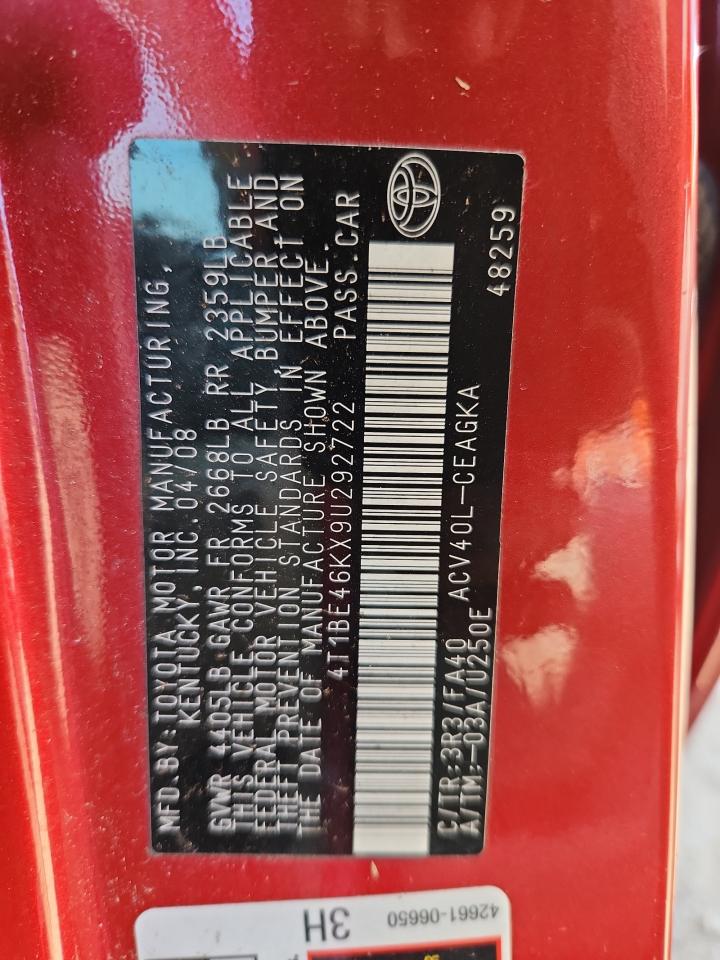 MFD.BY:TOYOTA MOTOR MANUFACTURING,
KENTUCKY, INC.04/08
GVWR 4405LB GAWR FR 2668LB RR 2359LB
THIS VEHICLE CONFORMS TO ALL APPLICABLE
FEDERAL MOTOR VEHICLE SAFETY, BUMPER AND
THEFT PREVENTION STANDARDS IN EFFECT ON
THE DATE OF MANUFACTURE SHOWN ABOVE.
4T1BE46KX9U292722 PASS.CAR
C/TR:3R3/FA40 ACV40L-CEAGKA
A/TM:-03A/U250E 48259
42661-06650
3H